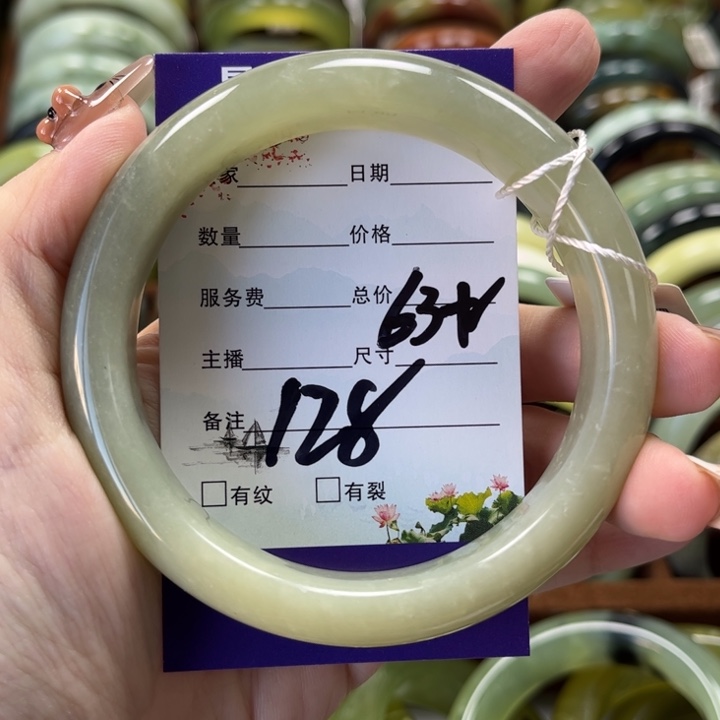 家 日期
数量 价格
服务费 总价 63+
主播 尺寸
备注 128
□有纹 □有裂